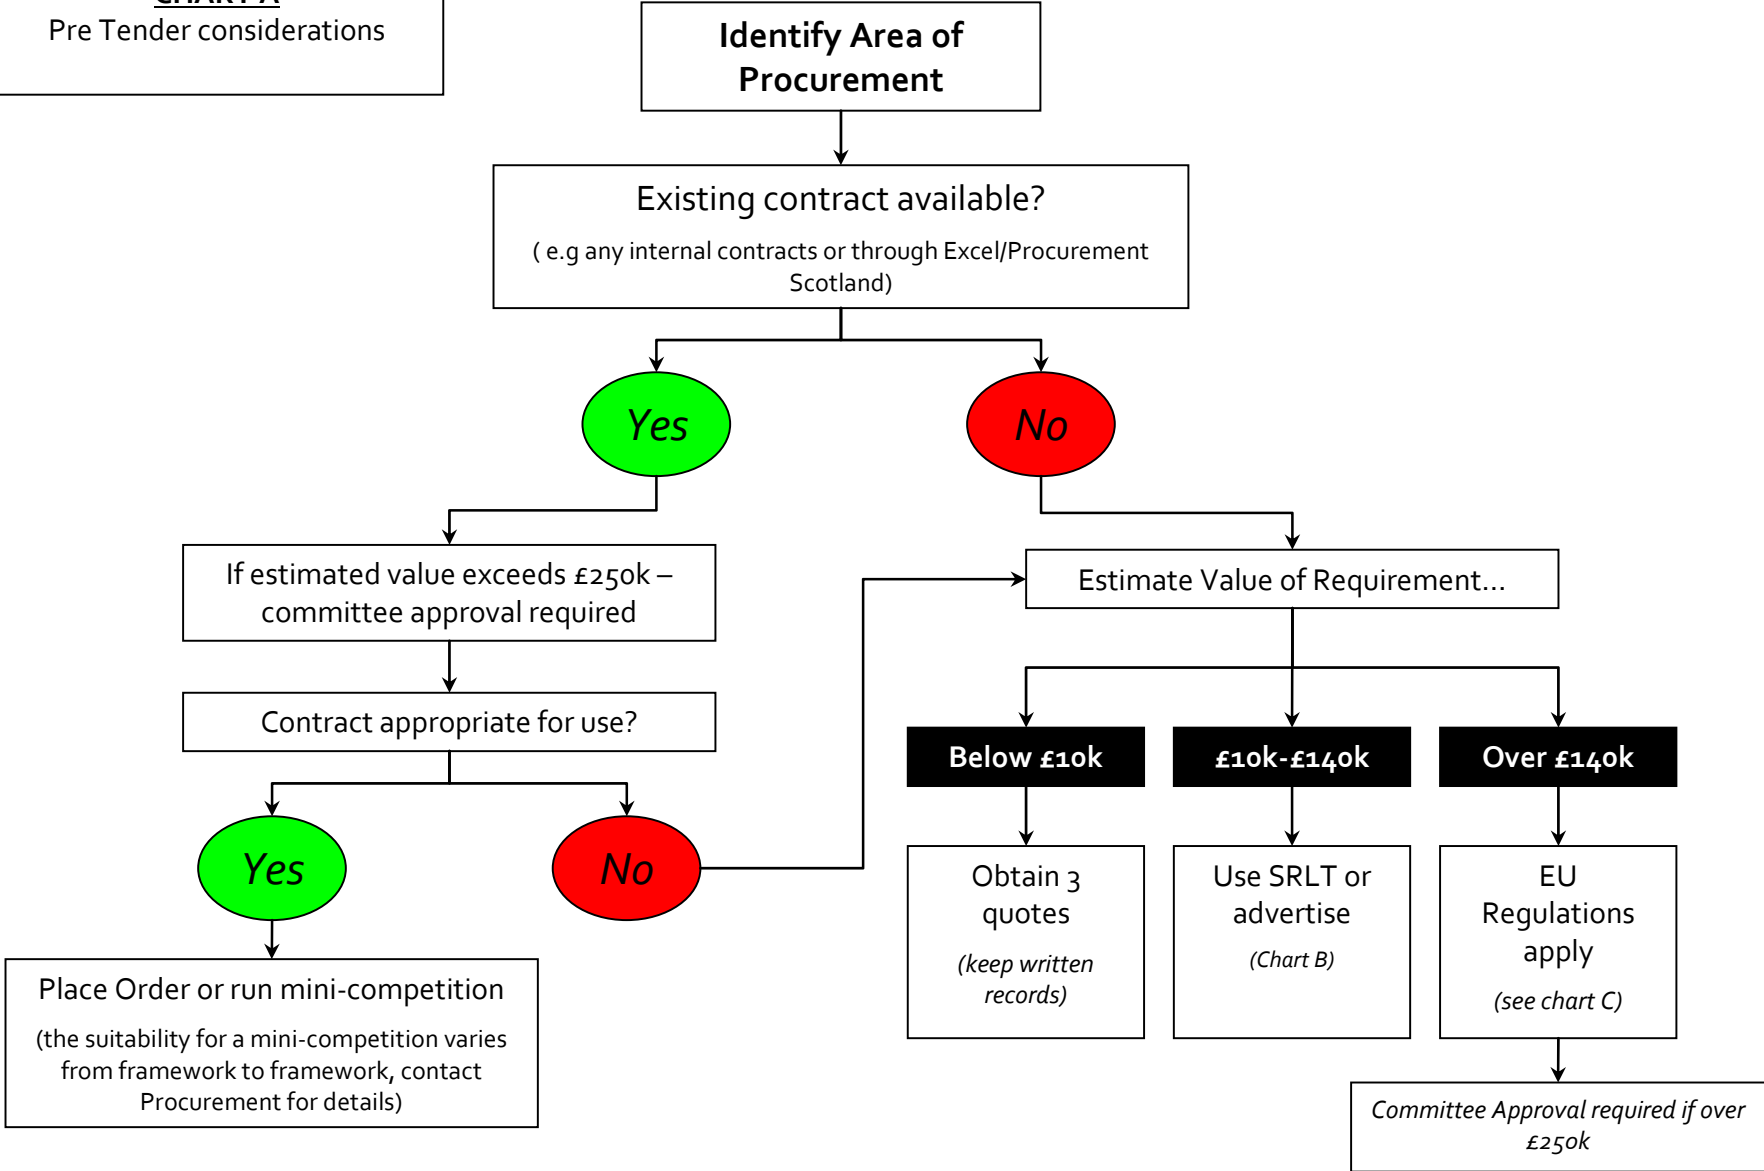 CHART A
Pre Tender considerations
Identify Area of
Procurement
Existing contract available?
( e.g any internal contracts or through Excel/Procurement
Scotland)
Yes
No
If estimated value exceeds £250k –
committee approval required
Estimate Value of Requirement…
Contract appropriate for use?
Below £10k
£10k-£140k
Over £140k
Yes
No
Obtain 3
quotes
(keep written
records)
Use SRLT or
advertise
(Chart B)
EU
Regulations
apply
(see chart C)
Place Order or run mini-competition
(the suitability for a mini-competition varies
from framework to framework, contact
Procurement for details)
Committee Approval required if over
£250k